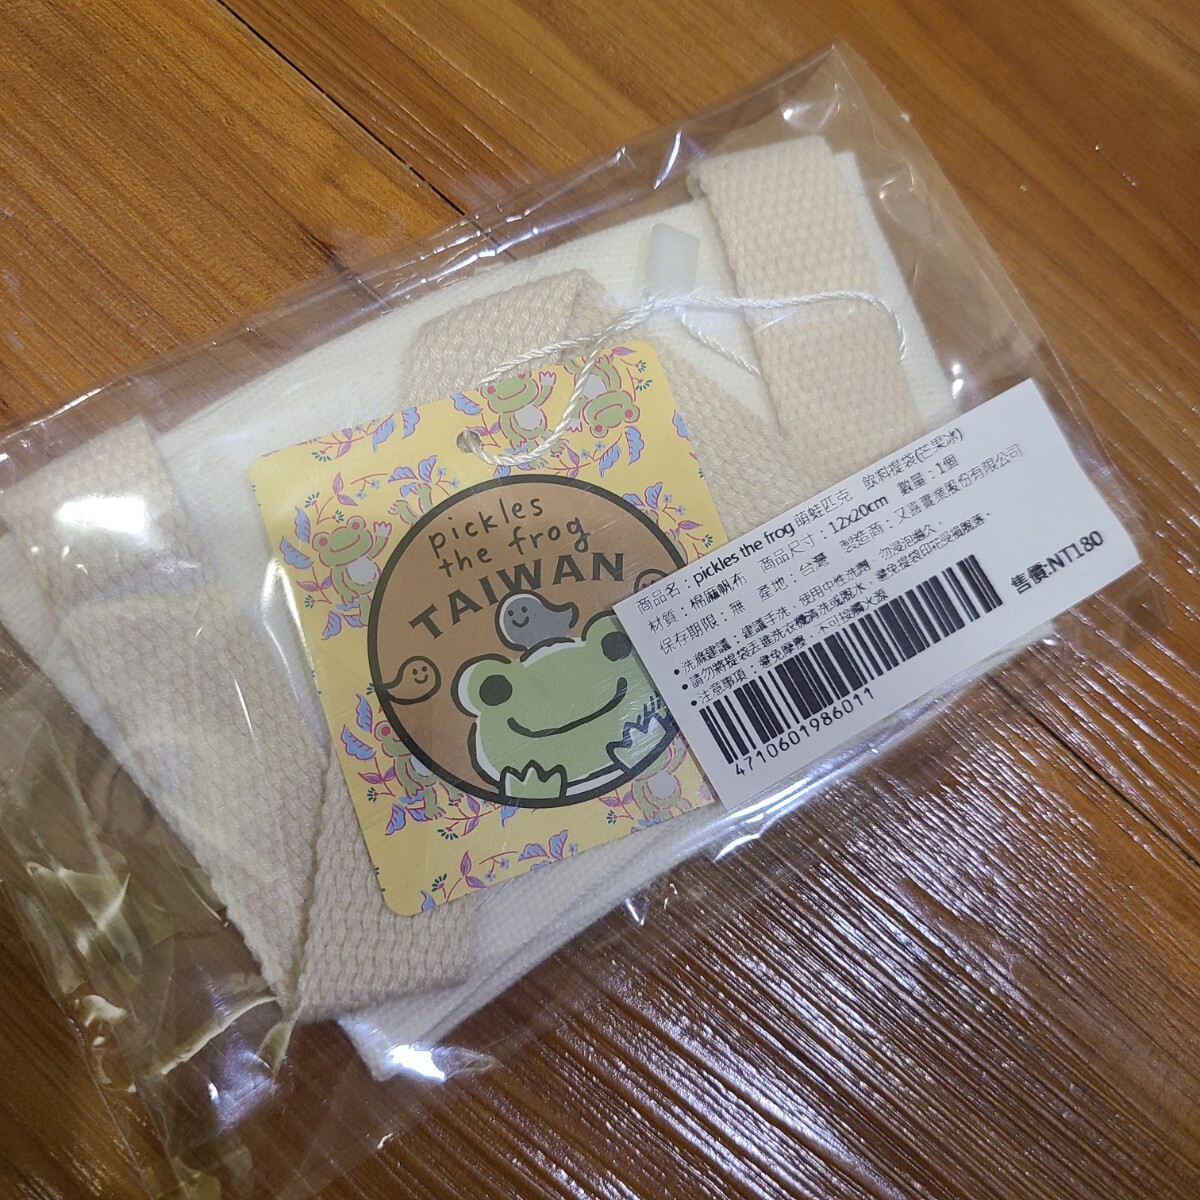 pickles
the frog
TAIWAN
商品名：pickles the frog 萌蛙匹克 飲料提袋(芒果冰)
材質：棉麻帆布 商品尺寸：12x20cm 數量：1個
保存期限：無 產地：台灣 製造商：又喜實業股份有限公司
•洗滌建議：建議手洗，使用中性洗劑，勿浸泡過久。
•請勿將提袋丟進洗衣機清洗或脫水，避免提袋印花受損脫落。
•注意事項：避免摩擦，不可接觸火源
4710601986011
售價:NT180